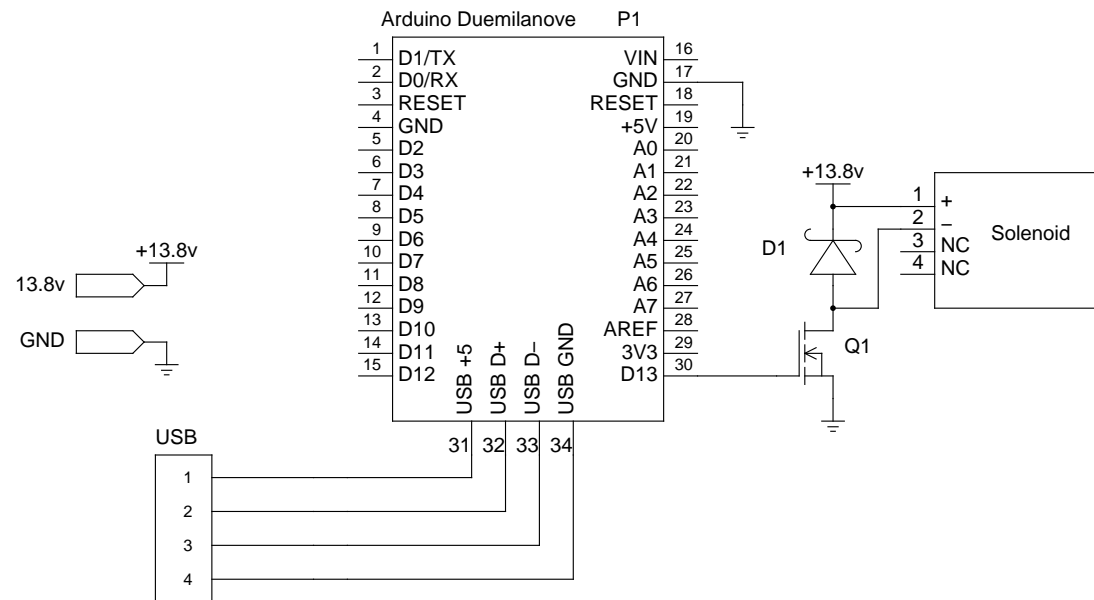 Arduino Duemilanove P1
1 D1/TX
2 D0/RX
3 RESET
4 GND
5 D2
6 D3
7 D4
8 D5
9 D6
10 D7
11 D8
12 D9
13 D10
14 D11
15 D12
VIN 16
GND 17
RESET 18
+5V 19
A0 20
A1 21
A2 22
A3 23
A4 24
A5 25
A6 26
A7 27
AREF 28
3V3 29
D13 30
USB +5
USB D+
USB D−
USB GND
31 32 33 34
+13.8v
13.8v
GND
USB
1
2
3
4
+13.8v
D1
Q1
1 +
2 −
3 NC
4 NC
Solenoid